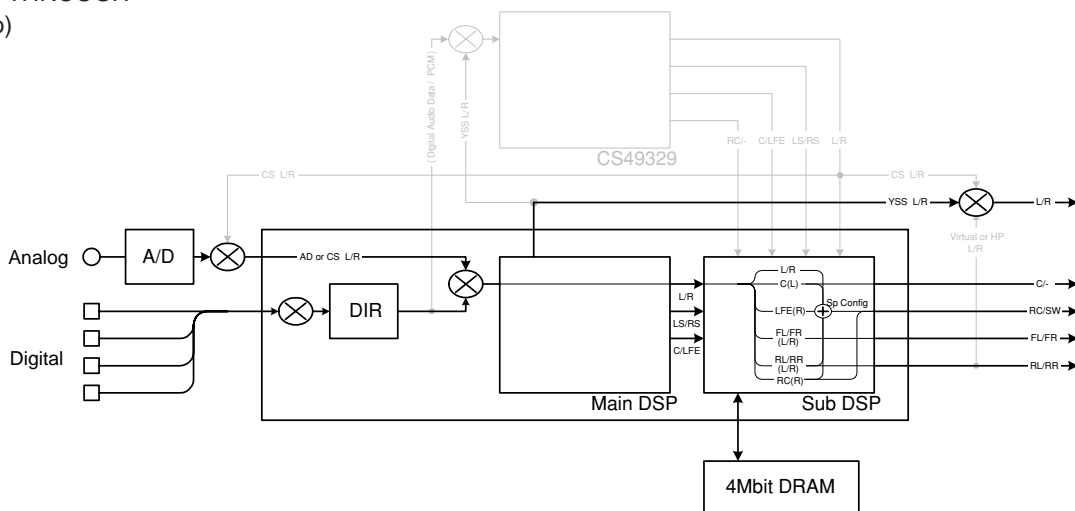 o)
( Digital Audio Data / PCM )
YSS L/R
CS49329
RC/-
C/LFE
LS/RS
L/R
CS L/R
CS L/R
YSS L/R
L/R
Analog
A/D
AD or CS L/R
Virtual or HP
L/R
DIR
Digital
L/R
LS/RS
C/LFE
L/R
C(L)
LFE(R)
Sp Config
FL/FR
(L/R)
RL/RR
(L/R)
RC(R)
C/-
RC/SW
FL/FR
RL/RR
Main DSP
Sub DSP
4Mbit DRAM